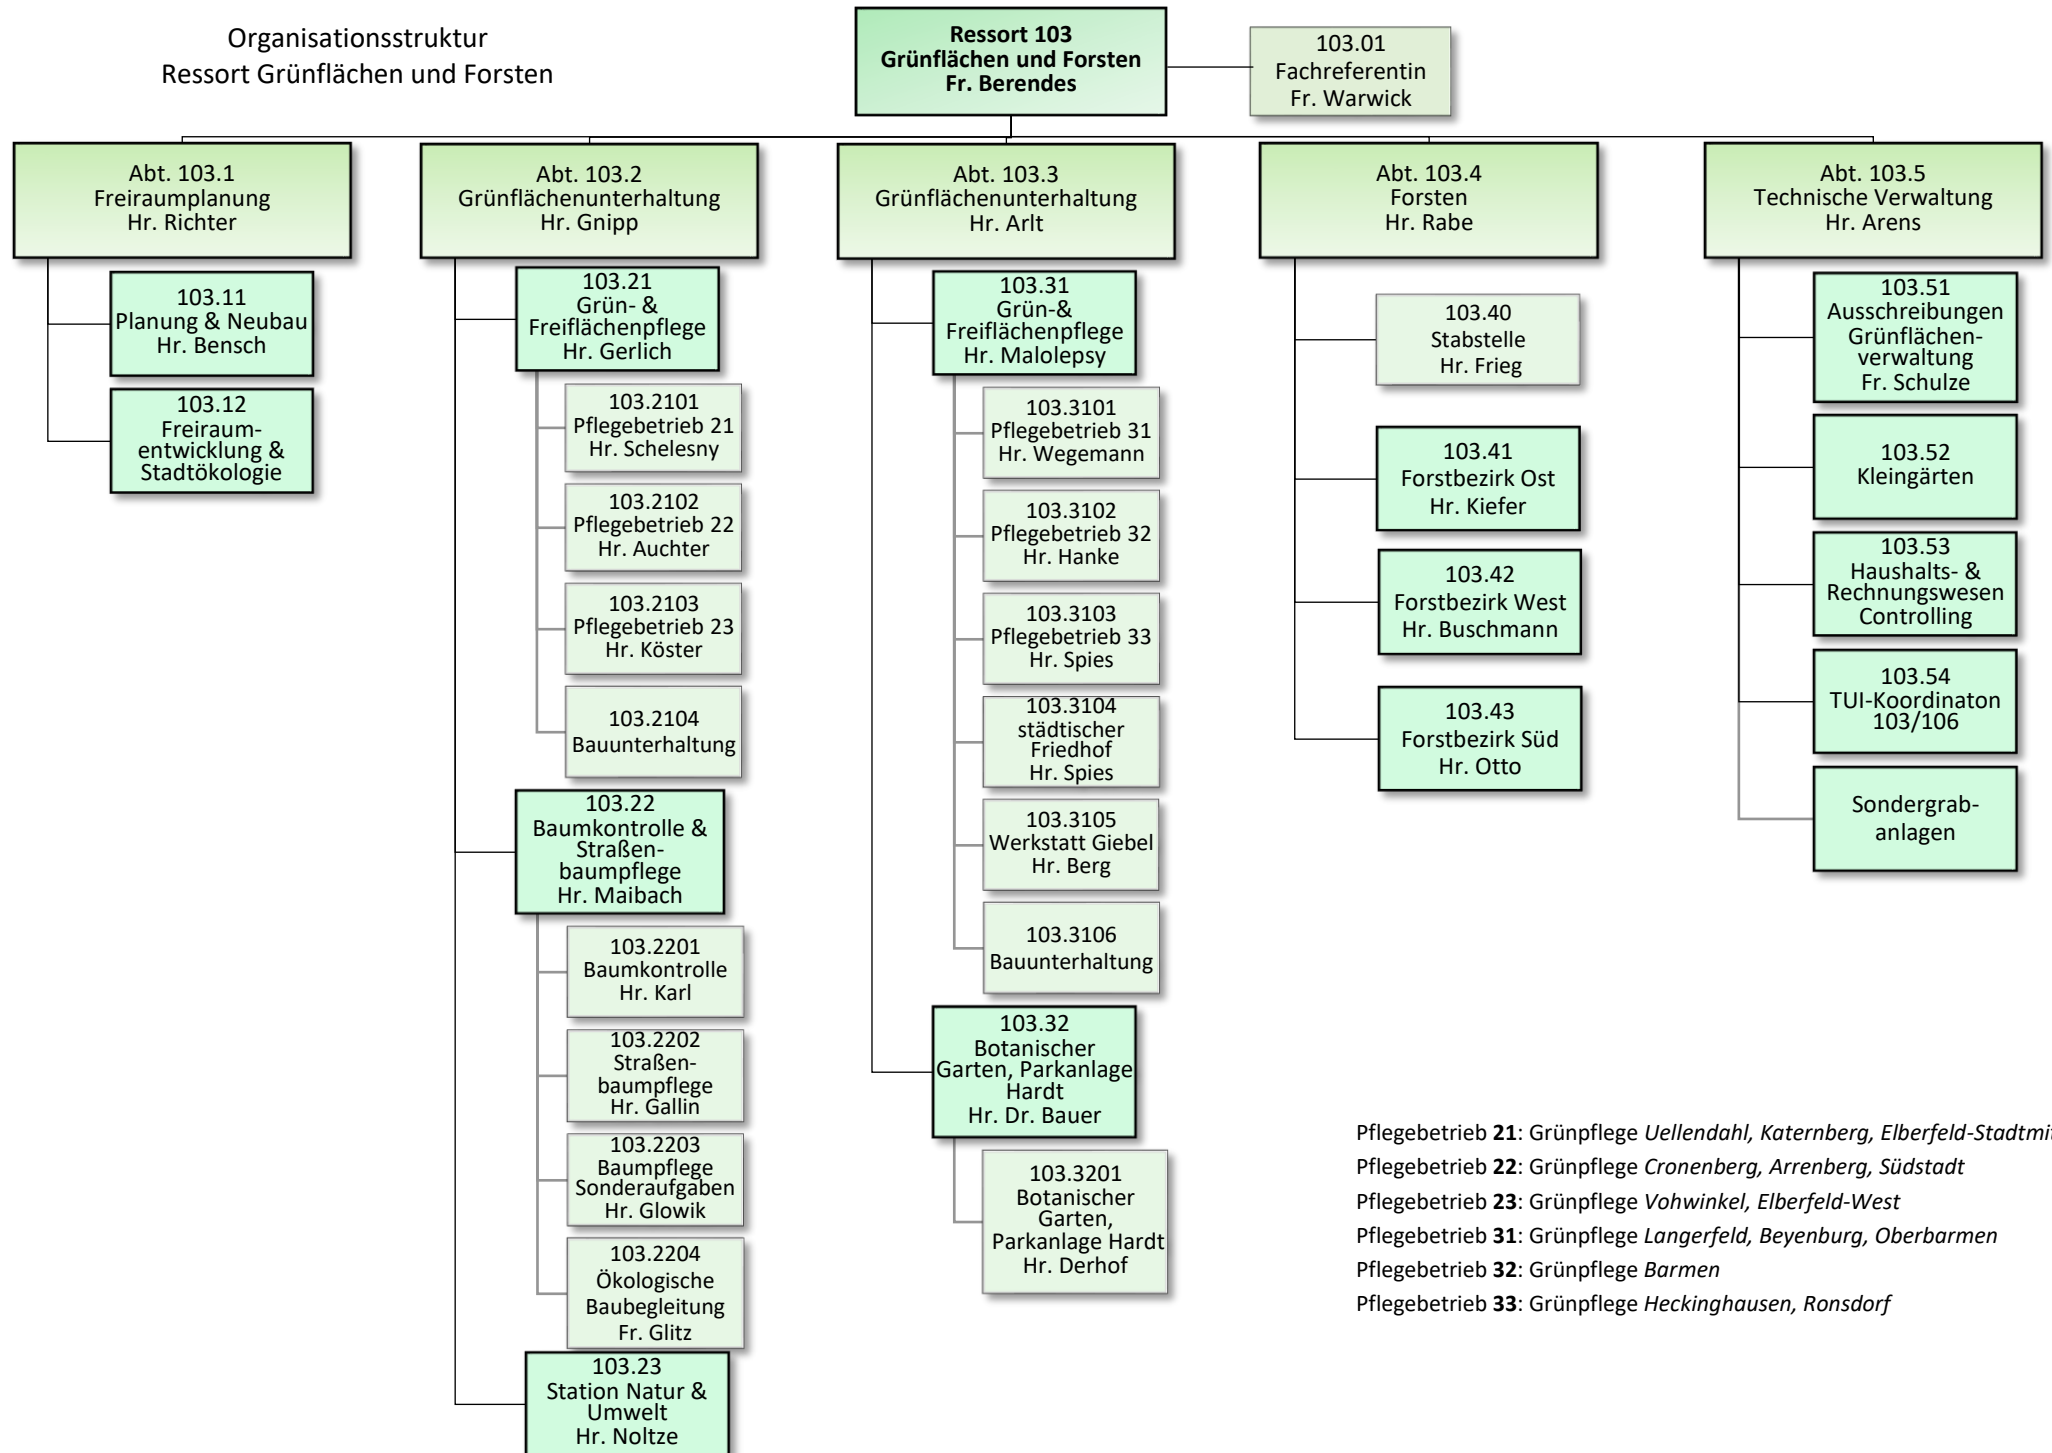 Organisationsstruktur
Ressort Grünflächen und Forsten
Ressort 103
Grünflächen und Forsten
Fr. Berendes
103.01
Fachreferentin
Fr. Warwick
Abt. 103.1
Freiraumplanung
Hr. Richter
Abt. 103.2
Grünflächenunterhaltung
Hr. Gnipp
Abt. 103.3
Grünflächenunterhaltung
Hr. Arlt
Abt. 103.4
Forsten
Hr. Rabe
Abt. 103.5
Technische Verwaltung
Hr. Arens
103.11
Planung & Neubau
Hr. Bensch
103.12
Freiraum-
entwicklung &
Stadtökologie
103.21
Grün- &
Freiflächenpflege
Hr. Gerlich
103.2101
Pflegebetrieb 21
Hr. Schelesny
103.2102
Pflegebetrieb 22
Hr. Auchter
103.2103
Pflegebetrieb 23
Hr. Köster
103.2104
Bauunterhaltung
103.22
Baumkontrolle &
Straßen-
baumpflege
Hr. Maibach
103.2201
Baumkontrolle
Hr. Karl
103.2202
Straßen-
baumpflege
Hr. Gallin
103.2203
Baumpflege
Sonderaufgaben
Hr. Glowik
103.2204
Ökologische
Baubegleitung
Fr. Glitz
103.23
Station Natur &
Umwelt
Hr. Noltze
103.31
Grün-&
Freiflächenpflege
Hr. Malolepsy
103.3101
Pflegebetrieb 31
Hr. Wegemann
103.3102
Pflegebetrieb 32
Hr. Hanke
103.3103
Pflegebetrieb 33
Hr. Spies
103.3104
städtischer
Friedhof
Hr. Spies
103.3105
Werkstatt Giebel
Hr. Berg
103.3106
Bauunterhaltung
103.32
Botanischer
Garten, Parkanlage
Hardt
Hr. Dr. Bauer
103.3201
Botanischer
Garten,
Parkanlage Hardt
Hr. Derhof
103.40
Stabstelle
Hr. Frieg
103.41
Forstbezirk Ost
Hr. Kiefer
103.42
Forstbezirk West
Hr. Buschmann
103.43
Forstbezirk Süd
Hr. Otto
103.51
Ausschreibungen
Grünflächen-
verwaltung
Fr. Schulze
103.52
Kleingärten
103.53
Haushalts- &
Rechnungswesen
Controlling
103.54
TUI-Koordinaton
103/106
Sondergrab-
anlagen
Pflegebetrieb 21: Grünpflege Uellendahl, Katernberg, Elberfeld-Stadtmit
Pflegebetrieb 22: Grünpflege Cronenberg, Arrenberg, Südstadt
Pflegebetrieb 23: Grünpflege Vohwinkel, Elberfeld-West
Pflegebetrieb 31: Grünpflege Langerfeld, Beyenburg, Oberbarmen
Pflegebetrieb 32: Grünpflege Barmen
Pflegebetrieb 33: Grünpflege Heckinghausen, Ronsdorf